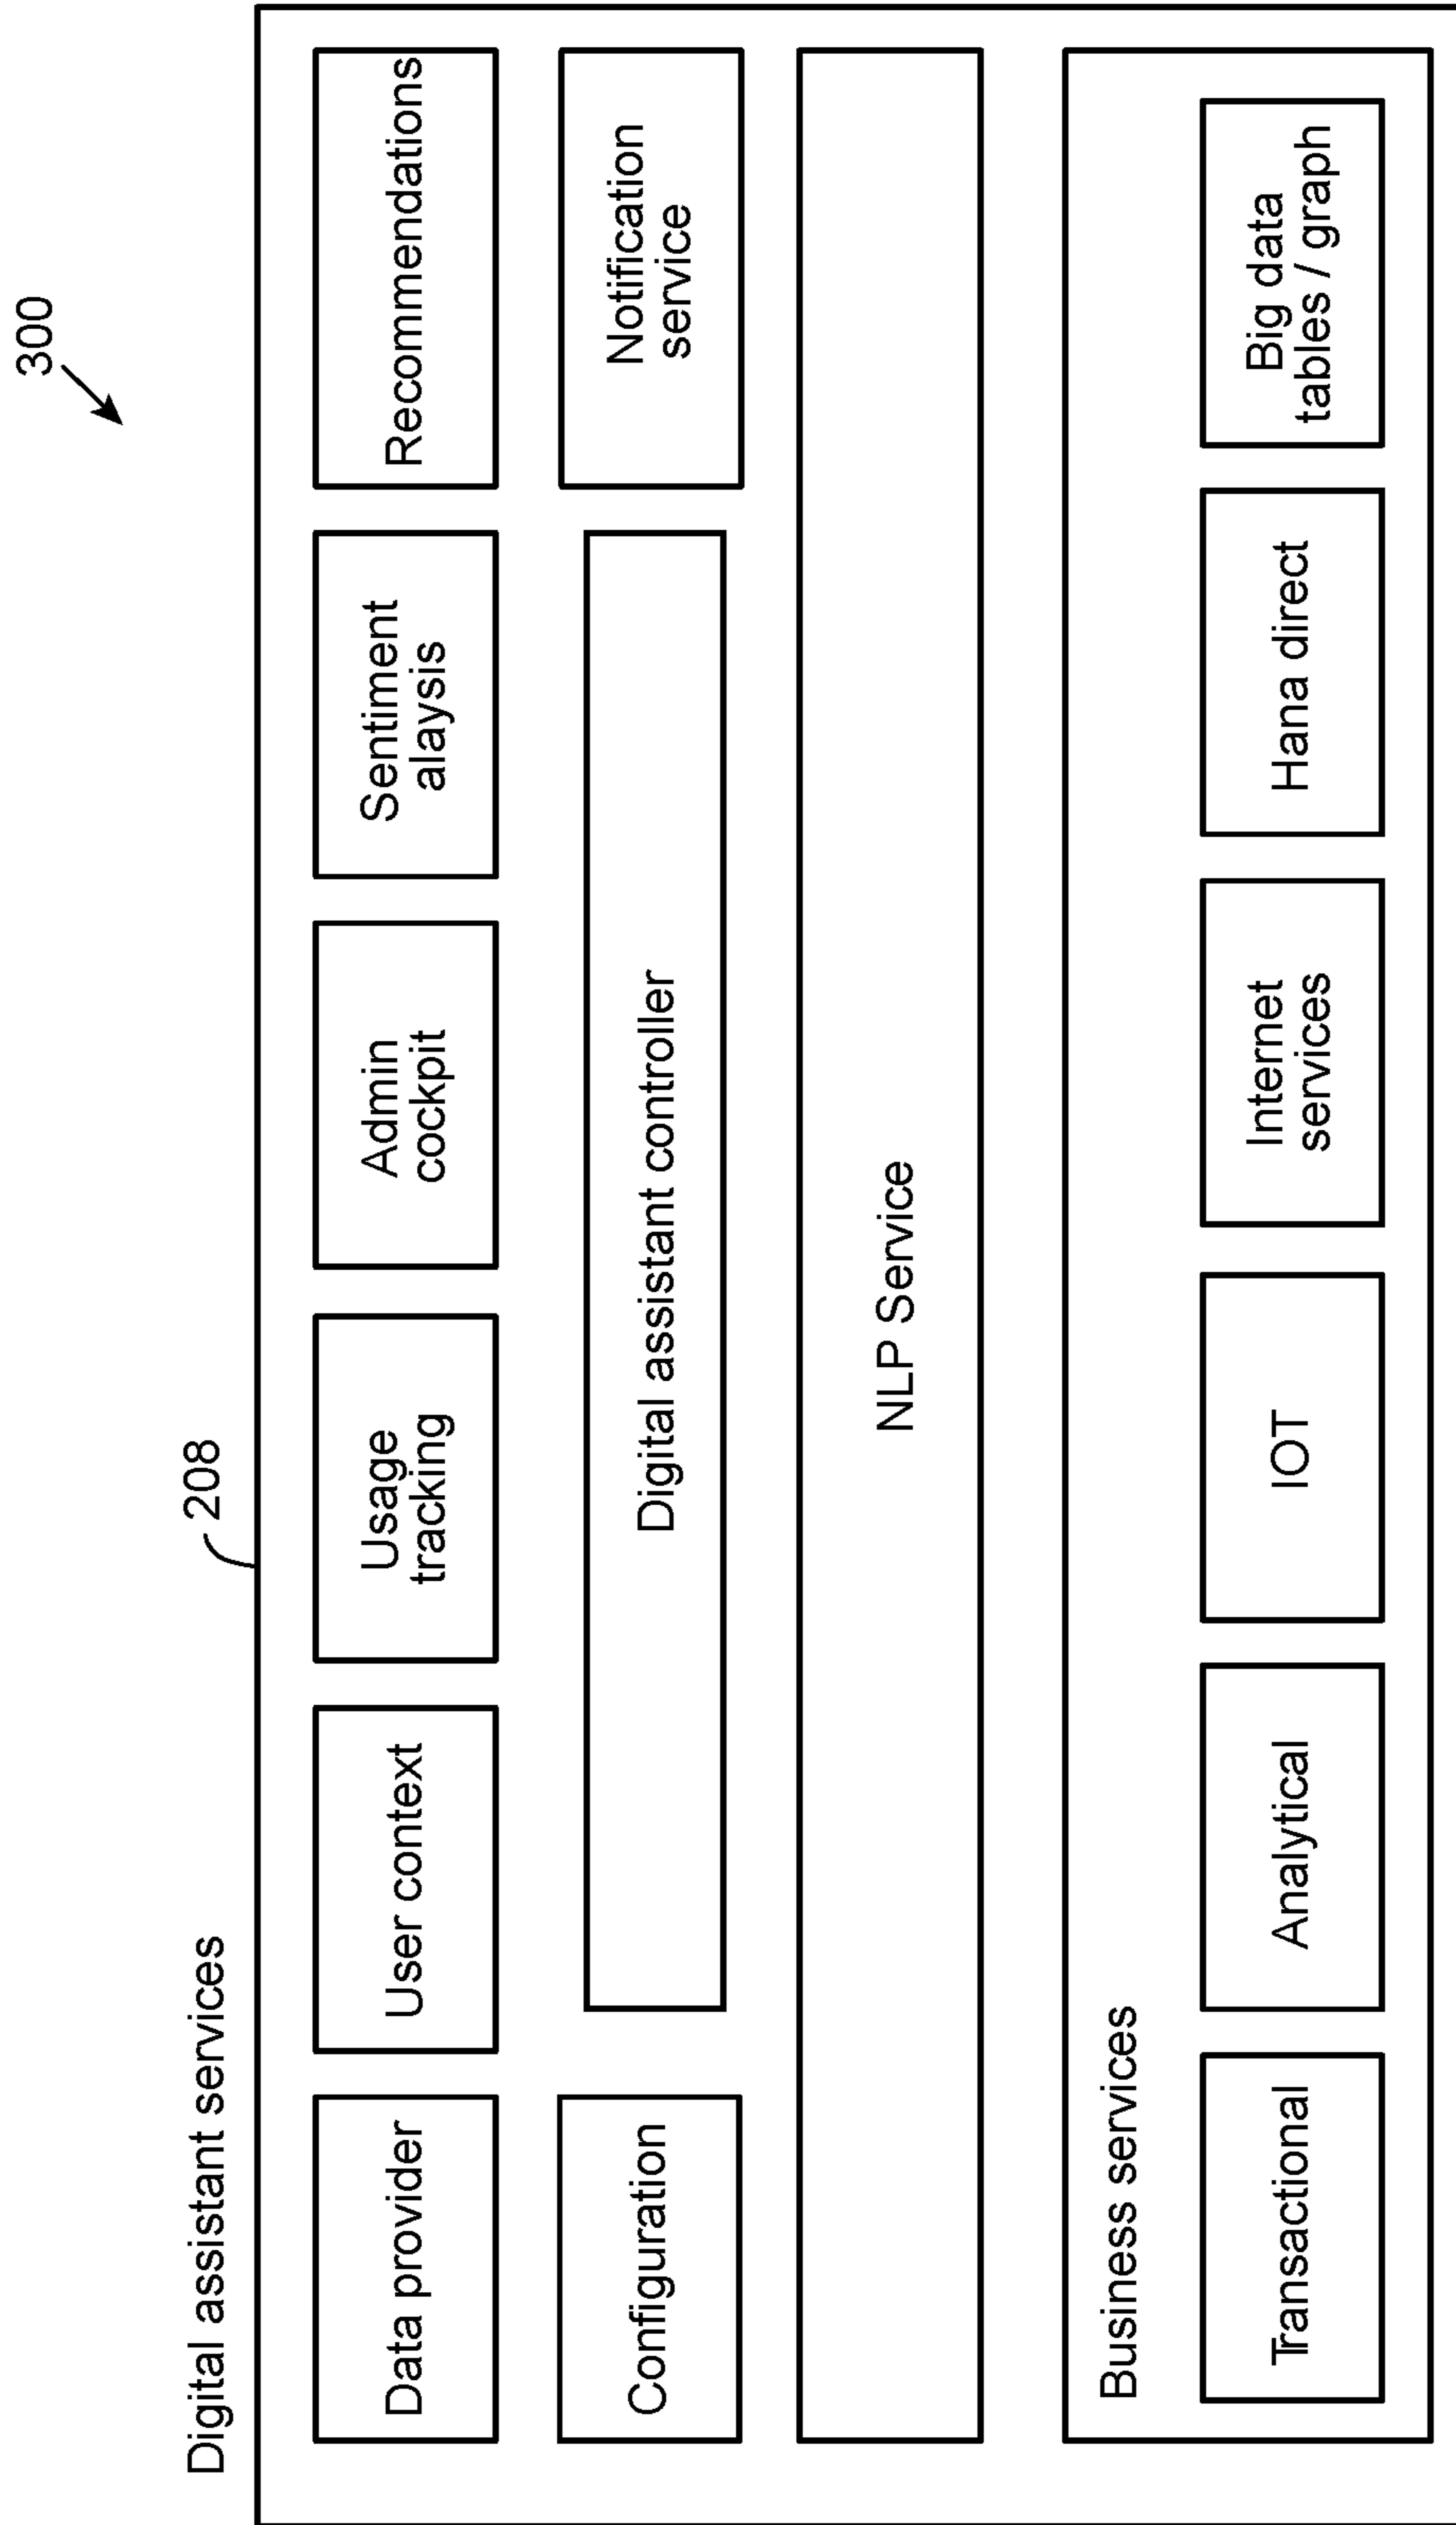 300
Digital assistant services
208
Data provider
User context
Usage
tracking
Admin
cockpit
Sentiment
alaysis
Recommendations
Configuration
Digital assistant controller
Notification
service
NLP Service
Business services
Transactional
Analytical
IOT
Internet
services
Hana direct
Big data
tables / graph